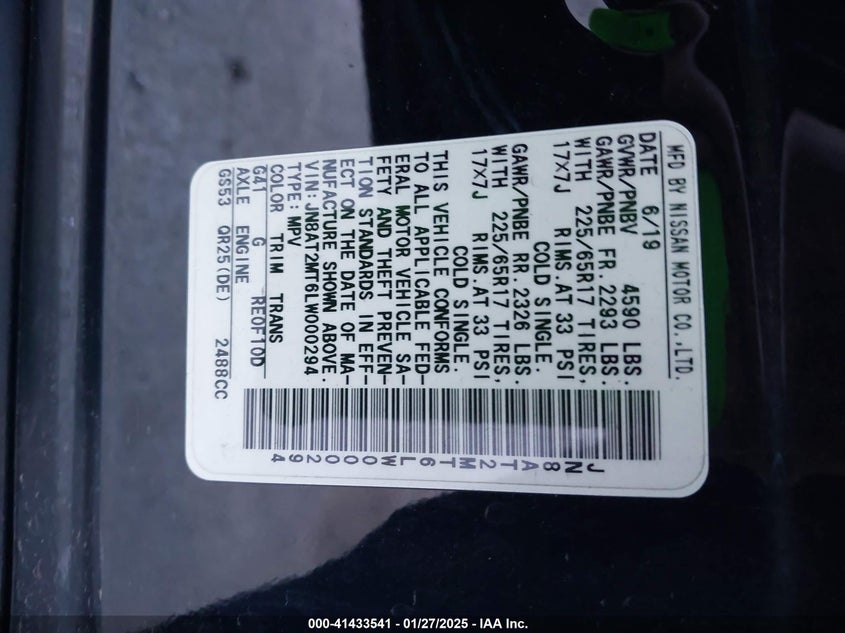 MFD BY NISSAN MOTOR CO.,LTD.
DATE 6/19
GVWR/PNBV 4590 LBS.
GAWR/PNBE FR. 2293 LBS.
WITH 225/65R17 TIRES,
17X7J RIMS. AT 33 PSI
COLD SINGLE.
GAWR/PNBE RR. 2326 LBS.
WITH 225/65R17 TIRES,
17X7J RIMS. AT 33 PSI
COLD SINGLE.
THIS VEHICLE CONFORMS
TO ALL APPLICABLE FED-
ERAL MOTOR VEHICLE SA-
FETY AND THEFT PREVEN-
TION STANDARDS IN EFF-
ECT ON THE DATE OF MA-
NUFACTURE SHOWN ABOVE.
VIN: JN8AT2MT6LW000294
TYPE: MPV
COLOR TRIM TRANS
G41 G RE0F10D
AXLE ENGINE
GS53 QR25(DE) 2488CC
JN8AT2MT6LW000294
000-41433541 - 01/27/2025 - IAA Inc.